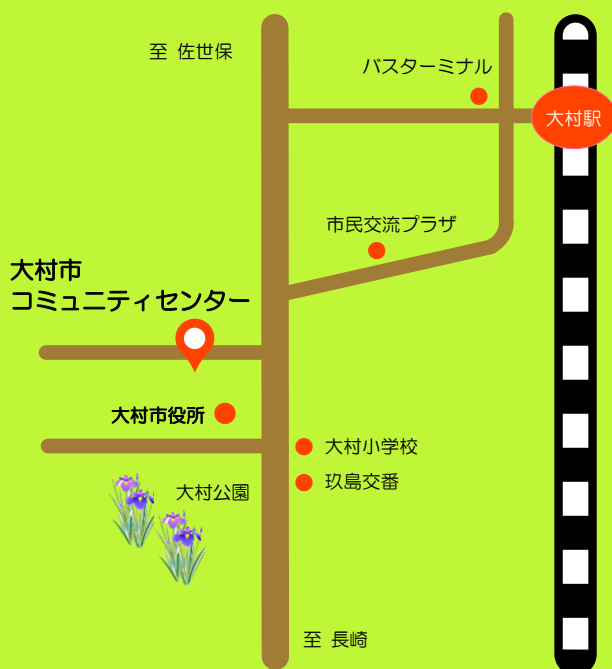 至 佐世保
バスターミナル
大村駅
市民交流プラザ
大村市
コミュニティセンター
大村市役所
大村小学校
玖島交番
大村公園
至 長崎